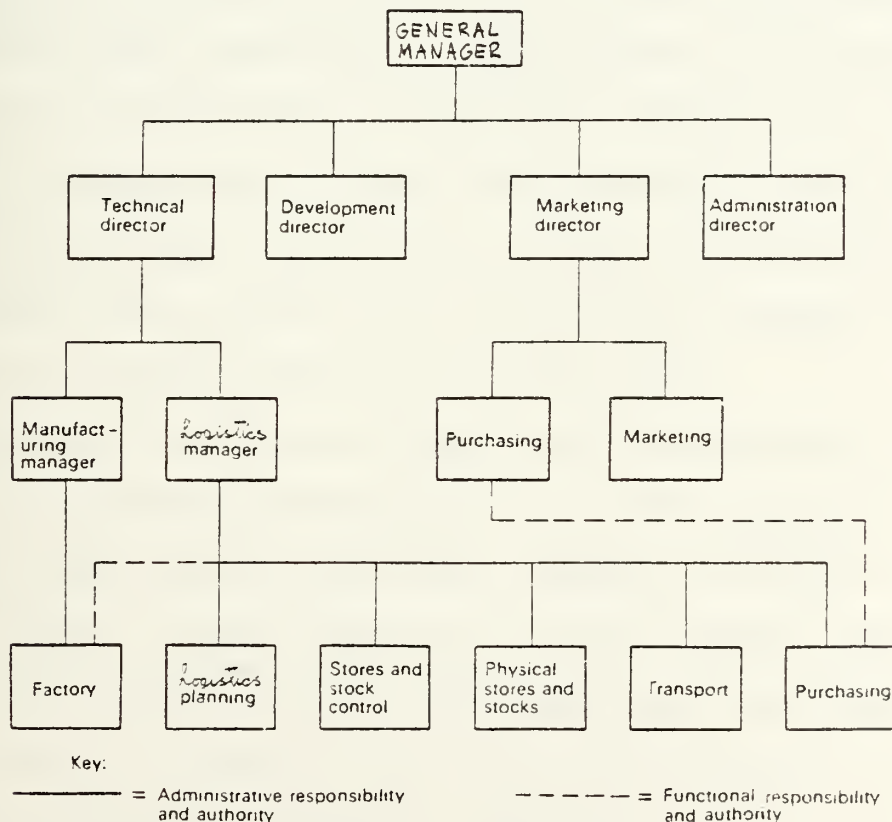 GENERAL
MANAGER
Technical
director
Development
director
Marketing
director
Administration
director
Manufact-
uring
manager
Logistics
manager
Purchasing
Marketing
Factory
Logistics
planning
Stores and
stock
control
Physical
stores and
stocks
Transport
Purchasing
Key:
= Administrative responsibility
and authority
= Functional responsibility
and authority